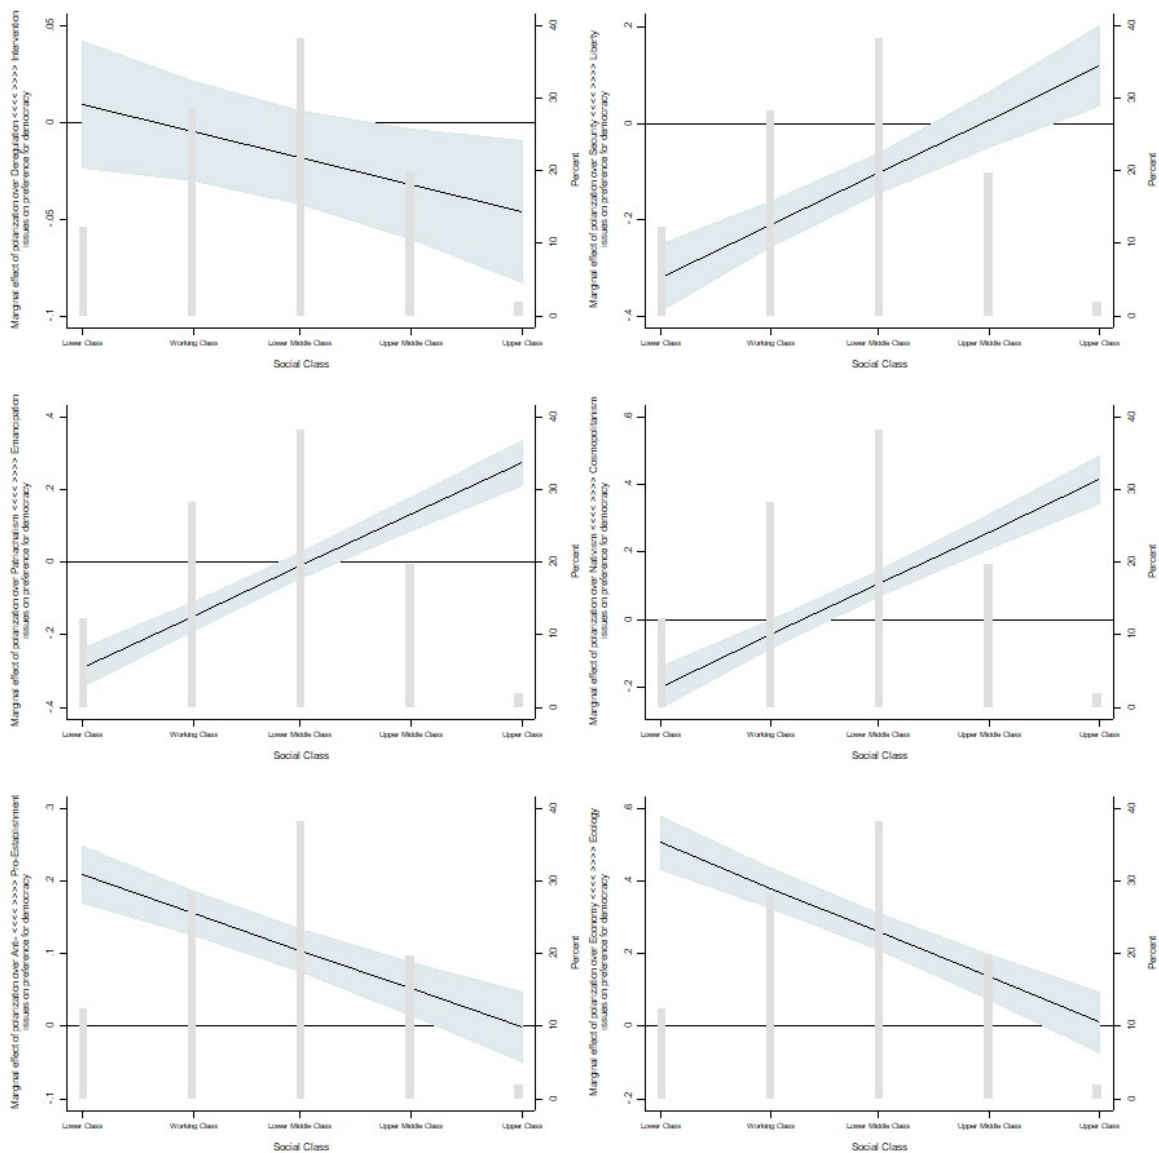 Marginal effect of polarization over Deregulation <<<< >>>> Intervention
issues on preference for democracy
.05
0
-.05
-.1
40
30
20
10
0
Percent
Lower Class Working Class Lower Middle Class Upper Middle Class Upper Class
Social Class
Marginal effect of polarization over Security <<<< >>>> Liberty
issues on preference for democracy
.2
0
-.2
-.4
40
30
20
10
0
Percent
Lower Class Working Class Lower Middle Class Upper Middle Class Upper Class
Social Class
Marginal effect of polarization over Patriachalism <<<< >>>> Emancipation
issues on preference for democracy
.4
.2
0
-.2
-.4
40
30
20
10
0
Percent
Lower Class Working Class Lower Middle Class Upper Middle Class Upper Class
Social Class
Marginal effect of polarization over Nativism <<<< >>>> Cosmopolitanism
issues on preference for democracy
.6
.4
.2
0
-.2
40
30
20
10
0
Percent
Lower Class Working Class Lower Middle Class Upper Middle Class Upper Class
Social Class
Marginal effect of polarization over Anti- <<<< >>>> Pro-Establishment
issues on preference for democracy
.3
.2
.1
0
-.1
40
30
20
10
0
Percent
Lower Class Working Class Lower Middle Class Upper Middle Class Upper Class
Social Class
Marginal effect of polarization over Economy <<<< >>>> Ecology
issues on preference for democracy
.6
.4
.2
0
-.2
40
30
20
10
0
Percent
Lower Class Working Class Lower Middle Class Upper Middle Class Upper Class
Social Class